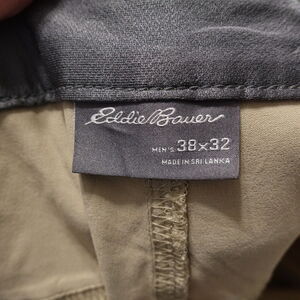 Eddie Bauer
MEN'S 38x32
MADE IN SRI LANKA